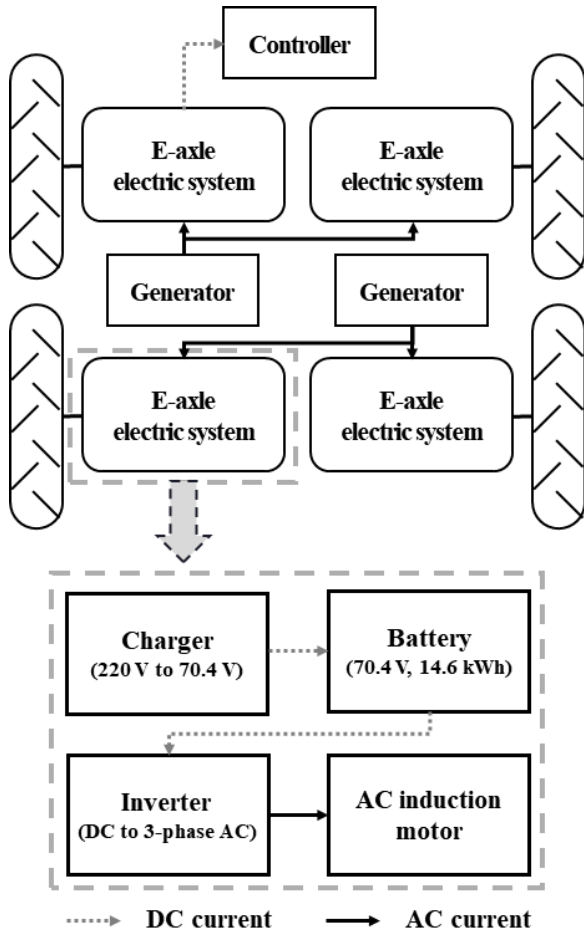 Controller
E-axle
electric system
E-axle
electric system
Generator
Generator
E-axle
electric system
E-axle
electric system
Charger
(220 V to 70.4 V)
Battery
(70.4 V, 14.6 kWh)
Inverter
(DC to 3-phase AC)
AC induction
motor
DC current
AC current